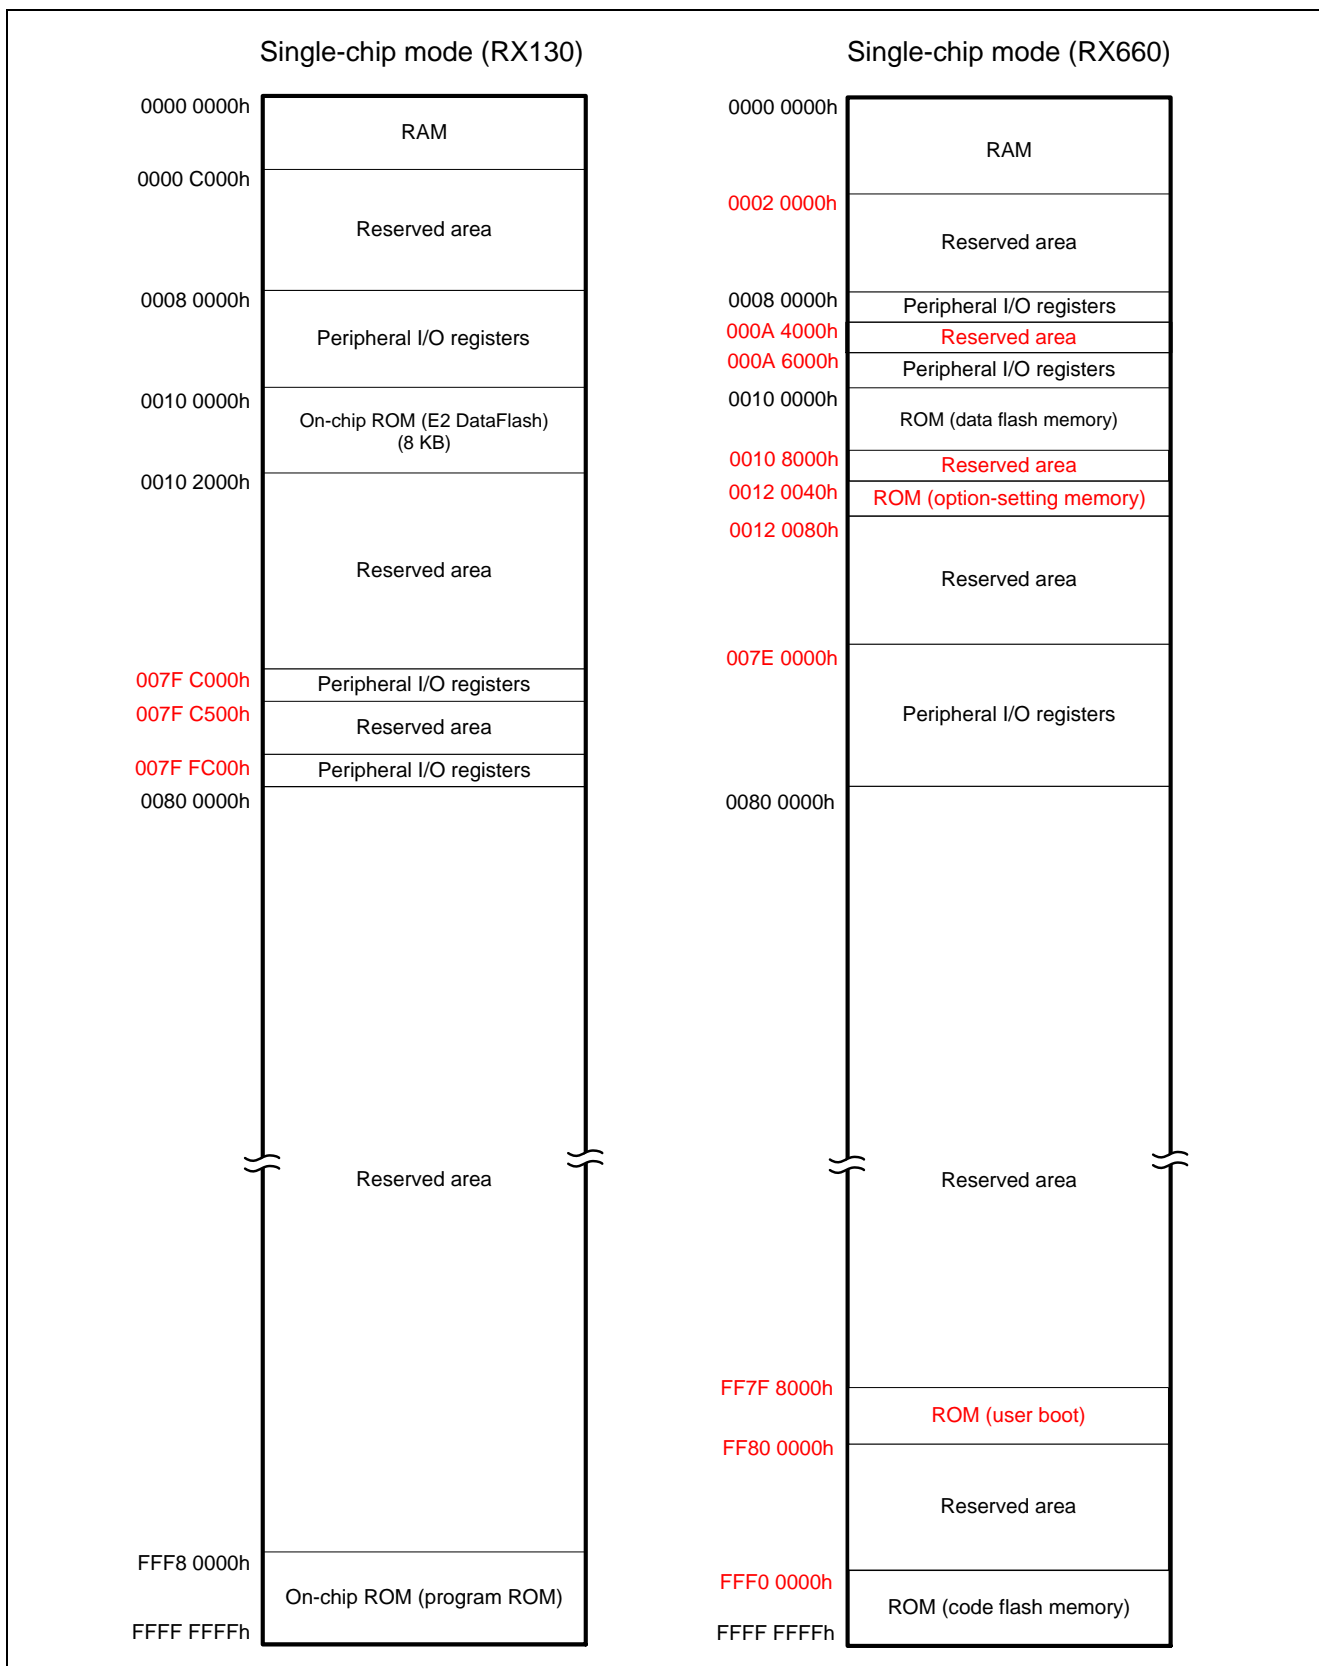 Single-chip mode (RX130)
0000 0000h
RAM
0000 C000h
Reserved area
0008 0000h
Peripheral I/O registers
0010 0000h
On-chip ROM (E2 DataFlash)
(8 KB)
0010 2000h
Reserved area
007F C000h
Peripheral I/O registers
007F C500h
Reserved area
007F FC00h
Peripheral I/O registers
0080 0000h
Reserved area
FFF8 0000h
On-chip ROM (program ROM)
FFFF FFFFh
Single-chip mode (RX660)
0000 0000h
RAM
0002 0000h
Reserved area
0008 0000h
Peripheral I/O registers
000A 4000h
Reserved area
000A 6000h
Peripheral I/O registers
0010 0000h
ROM (data flash memory)
0010 8000h
Reserved area
0012 0040h
ROM (option-setting memory)
0012 0080h
Reserved area
007E 0000h
Peripheral I/O registers
0080 0000h
Reserved area
FF7F 8000h
ROM (user boot)
FF80 0000h
Reserved area
FFF0 0000h
ROM (code flash memory)
FFFF FFFFh